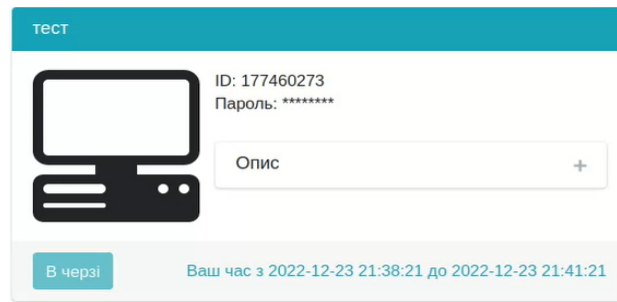 тест
ID: 177460273
Пароль: ********
Опис
В черзі
Ваш час з 2022-12-23 21:38:21 до 2022-12-23 21:41:21